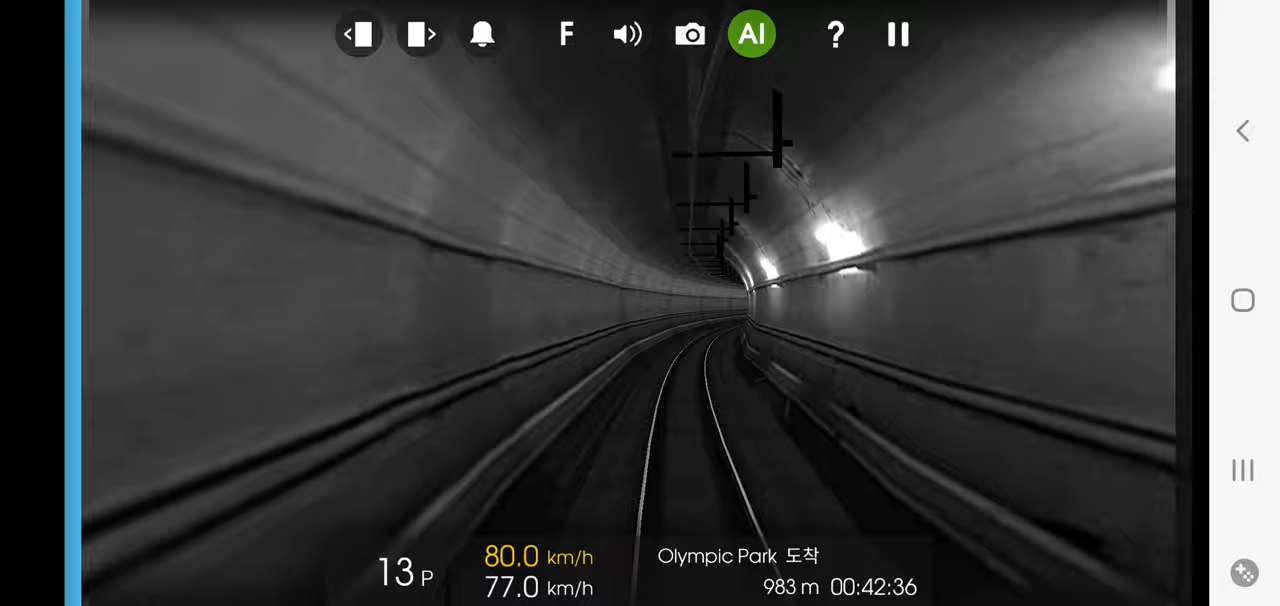 F AI ?
80.0 km/h
13 P
77.0 km/h
Olympic Park 도착
983 m 00:42:36